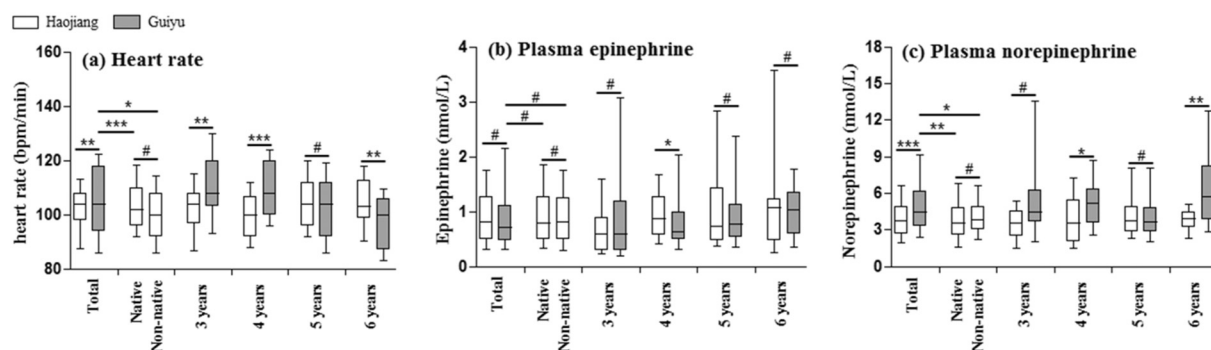 Haojiang Guiyu
(a) Heart rate
heart rate (bpm/min)
160
140
120
100
80
** *** * # ** *** # **
Total
Native
Non-native
3 years
4 years
5 years
6 years
(b) Plasma epinephrine
Epinephrine (nmol/L)
4
3
2
1
0
# # # # # * # #
Total
Native
Non-native
3 years
4 years
5 years
6 years
(c) Plasma norepinephrine
Norepinephrine (nmol/L)
18
15
12
9
6
3
0
*** ** * # # * # **
Total
Native
Non-native
3 years
4 years
5 years
6 years